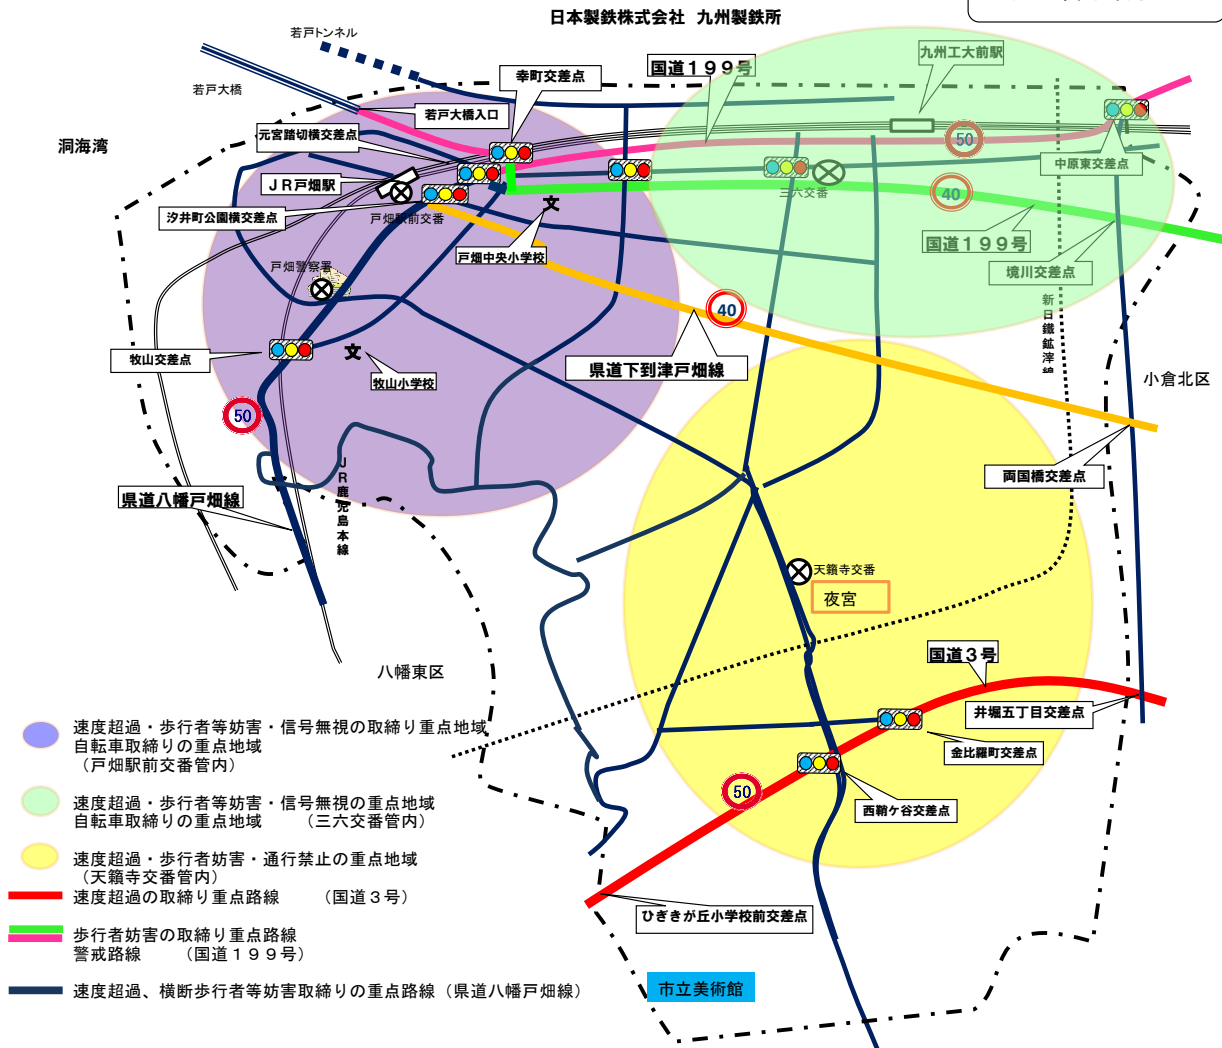 日本製鉄株式会社 九州製鉄所
若戸トンネル
若戸大橋
幸町交差点
国道199号
九州工大前駅
若戸大橋入口
元宮踏切横交差点
洞海湾
JR戸畑駅
汐井町公園横交差点
戸畑駅前交番
文
戸畑中央小学校
三六交番
50
中原東交差点
40
国道199号
境川交差点
戸畑警察署
新日鐵鉱滓線
40
牧山交差点
文
牧山小学校
県道下到津戸畑線
小倉北区
50
JR鹿児島本線
県道八幡戸畑線
両国橋交差点
天籟寺交番
夜宮
八幡東区
国道3号
井堀五丁目交差点
金比羅町交差点
50
西鞘ケ谷交差点
ひびきが丘小学校前交差点
市立美術館
速度超過・歩行者等妨害・信号無視の取締り重点地域
自転車取締りの重点地域
(戸畑駅前交番管内)
速度超過・歩行者等妨害・信号無視の重点地域
自転車取締りの重点地域 (三六交番管内)
速度超過・歩行者妨害・通行禁止の重点地域
(天籟寺交番管内)
速度超過の取締り重点路線 (国道3号)
歩行者妨害の取締り重点路線
警戒路線 (国道199号)
速度超過、横断歩行者等妨害取締りの重点路線(県道八幡戸畑線)